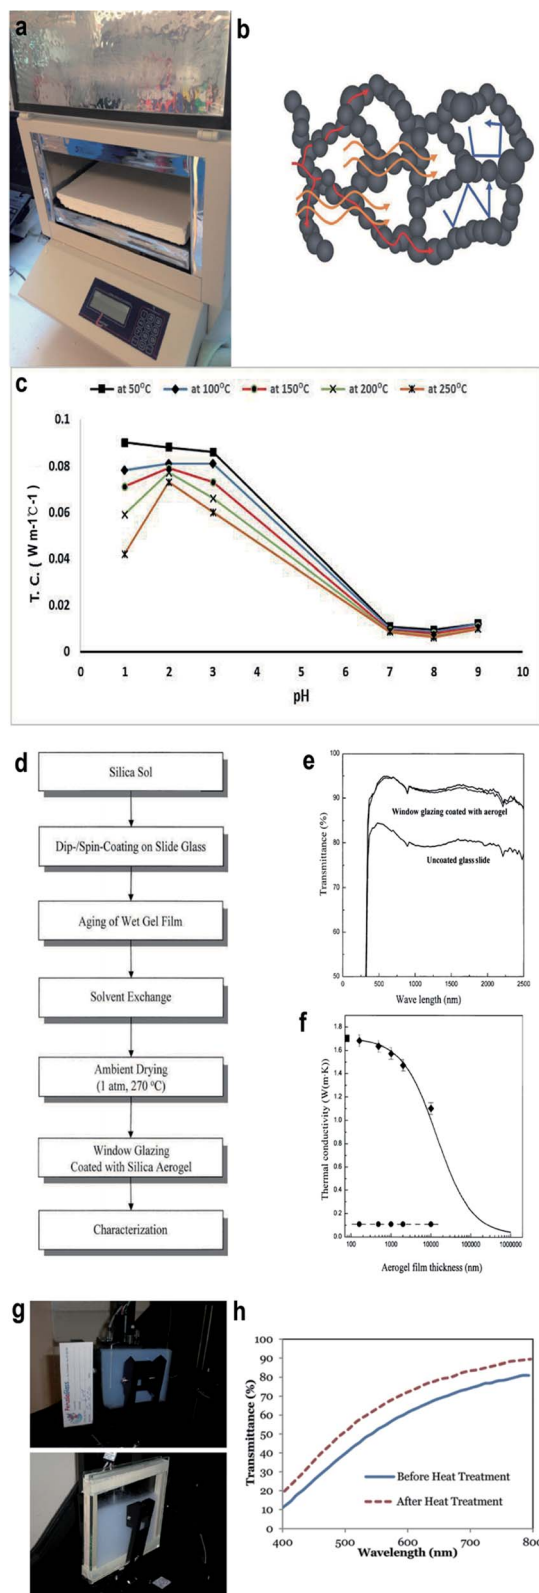 a
b
c
at 50°C
at 100°C
at 150°C
at 200°C
at 250°C
T. C. ( W m-1℃-1 )
0.1
0.08
0.06
0.04
0.02
0
0 1 2 3 4 5 6 7 8 9 10
pH
d
Silica Sol
Dip-/Spin-Coating on Slide Glass
Aging of Wet Gel Film
Solvent Exchange
Ambient Drying
(1 atm, 270 °C)
Window Glazing
Coated with Silica Aerogel
Characterization
e
Transmittance (%)
100
90
80
70
60
50
Window glazing coated with aerogel
Uncoated glass slide
0 500 1000 1500 2000 2500
Wave length (nm)
f
Thermal conductivity (W(m·K))
1.8
1.6
1.4
1.2
1.0
0.8
0.6
0.4
0.2
0.0
100 1000 10000 100000 1000000
Aerogel film thickness (nm)
g
h
Transmittance (%)
100
90
80
70
60
50
40
30
20
10
0
Before Heat Treatment
After Heat Treatment
400 500 600 700 800
Wavelength (nm)